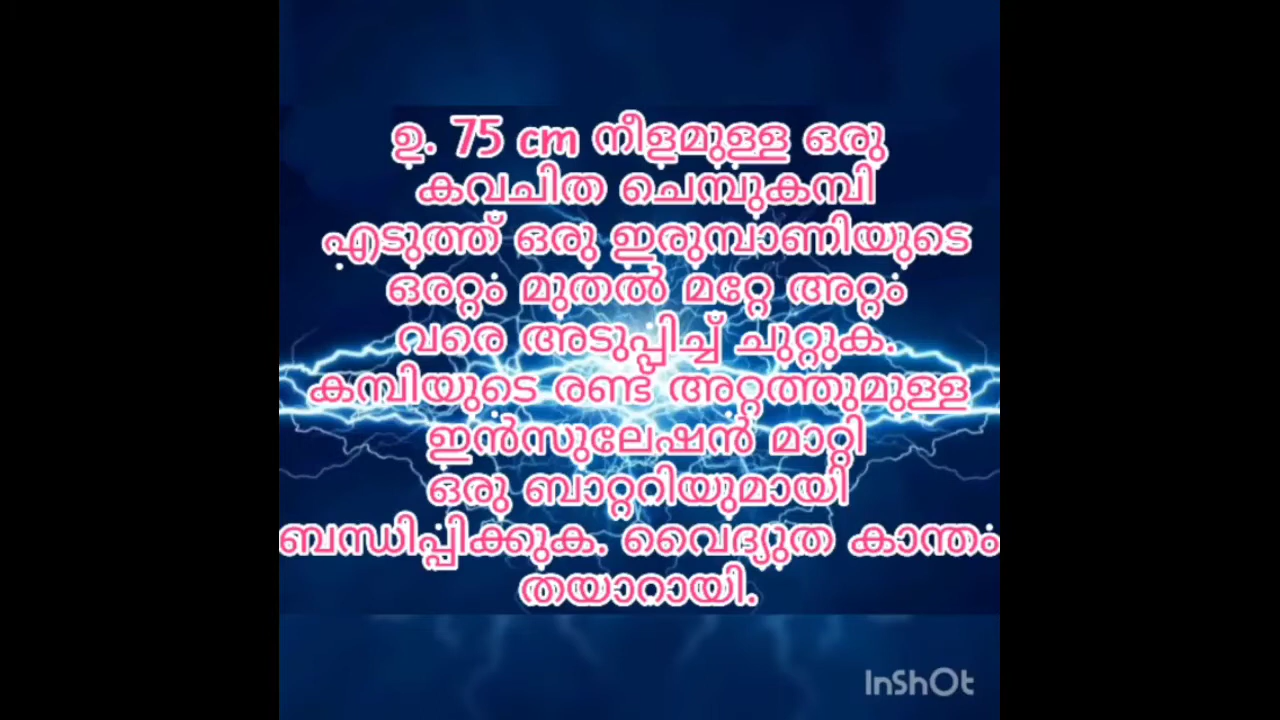 ഉ. 75 cm നീളമുള്ള ഒരു
കവചിത ചെമ്പുകമ്പി
എടുത്ത് ഒരു ഇരുമ്പാണിയുടെ
ഒരറ്റം മുതൽ മറ്റേ അറ്റം
വരെ അടുപ്പിച്ച് ചുറ്റുക.
കമ്പിയുടെ രണ്ട് അറ്റത്തുമുള്ള
ഇൻസുലേഷൻ മാറ്റി
ഒരു ബാറ്ററിയുമായി
ബന്ധിപ്പിക്കുക. വൈദ്യുത കാന്തം
തയാറായി.
InShOt